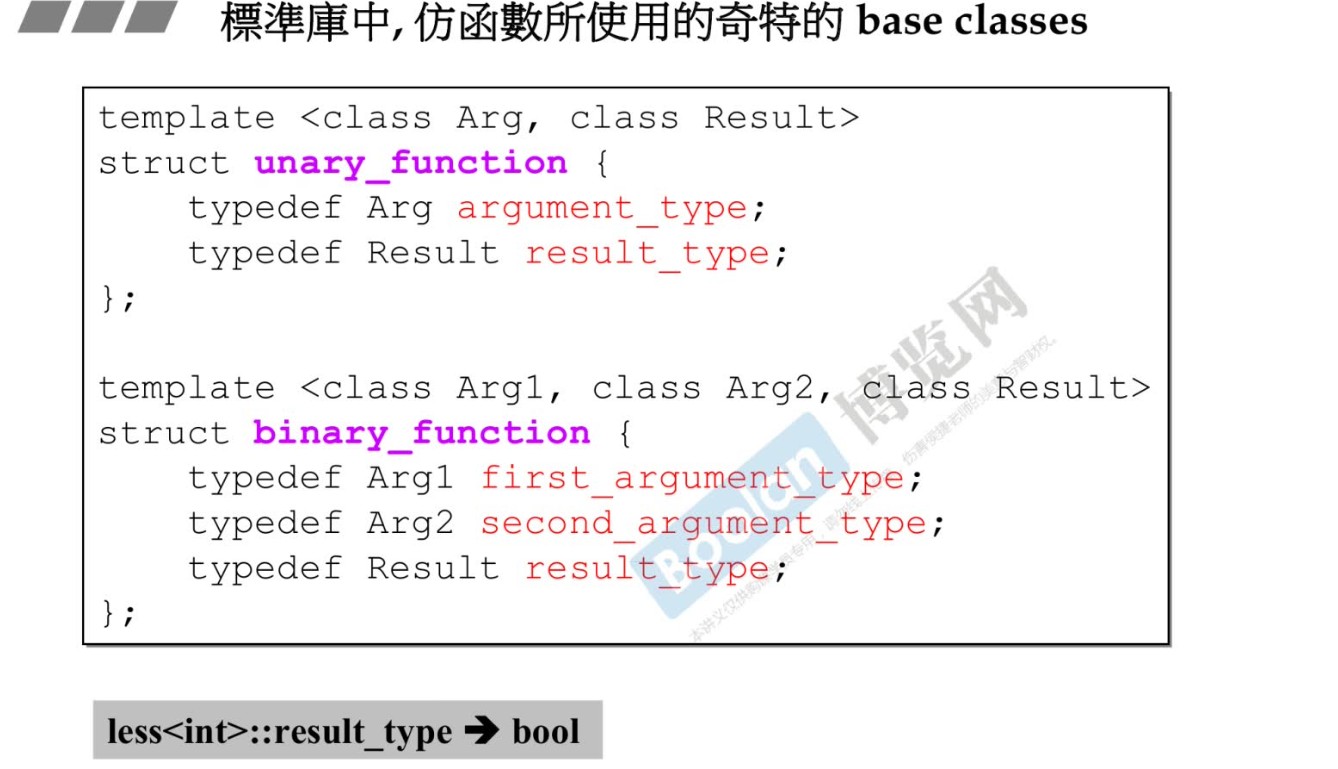 標準庫中, 仿函數所使用的奇特的 base classes
template <class Arg, class Result>
struct unary_function {
    typedef Arg argument_type;
    typedef Result result_type;
};
template <class Arg1, class Arg2, class Result>
struct binary_function {
    typedef Arg1 first_argument_type;
    typedef Arg2 second_argument_type;
    typedef Result result_type;
};
Boolan 博览网
less<int>::result_type ➔ bool